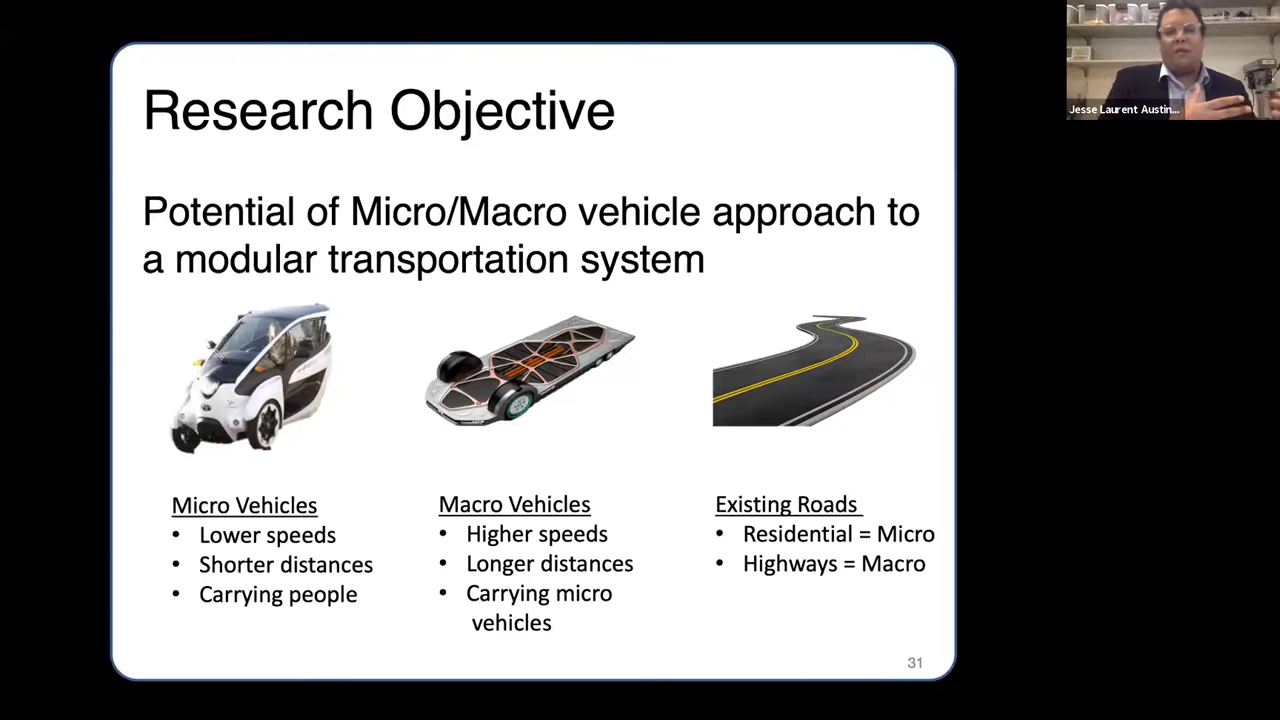 Research Objective
Potential of Micro/Macro vehicle approach to
a modular transportation system
Micro Vehicles
• Lower speeds
• Shorter distances
• Carrying people
Macro Vehicles
• Higher speeds
• Longer distances
• Carrying micro
vehicles
Existing Roads
• Residential = Micro
• Highways = Macro
31
Jesse Laurent Austin...